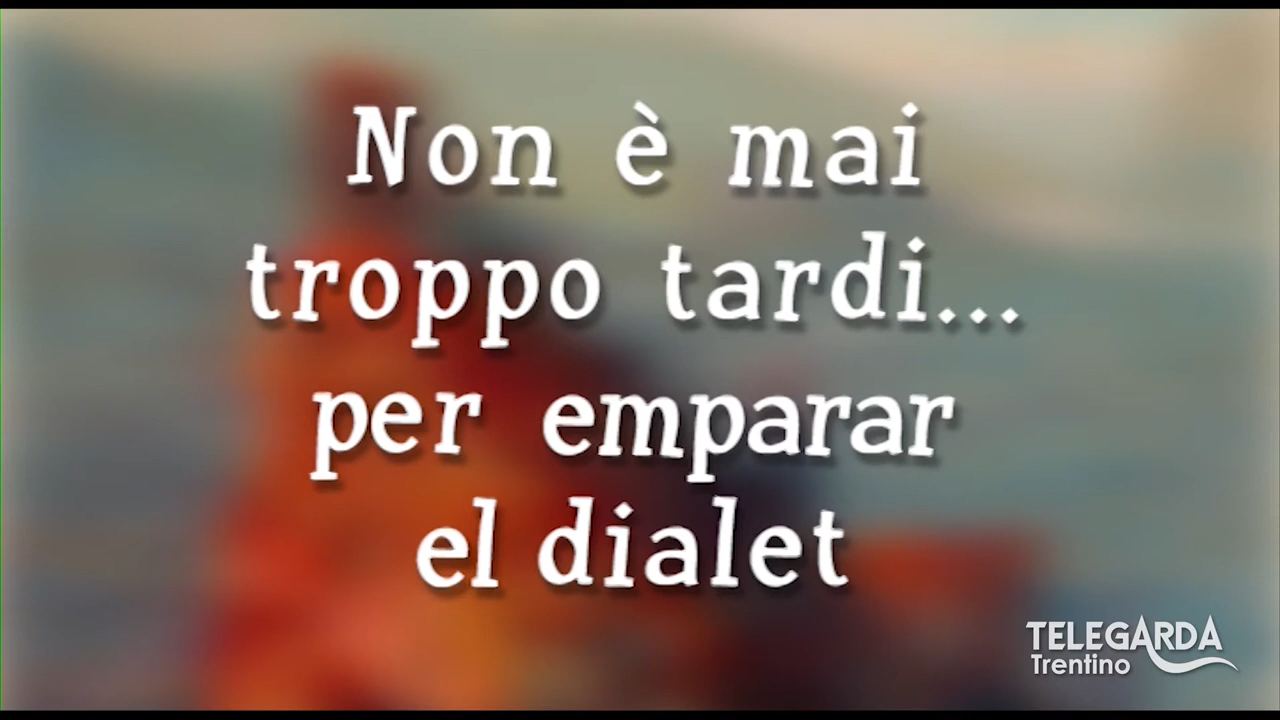 Non è mai
troppo tardi...
per emparar
el dialet
TELEGARDA
Trentino